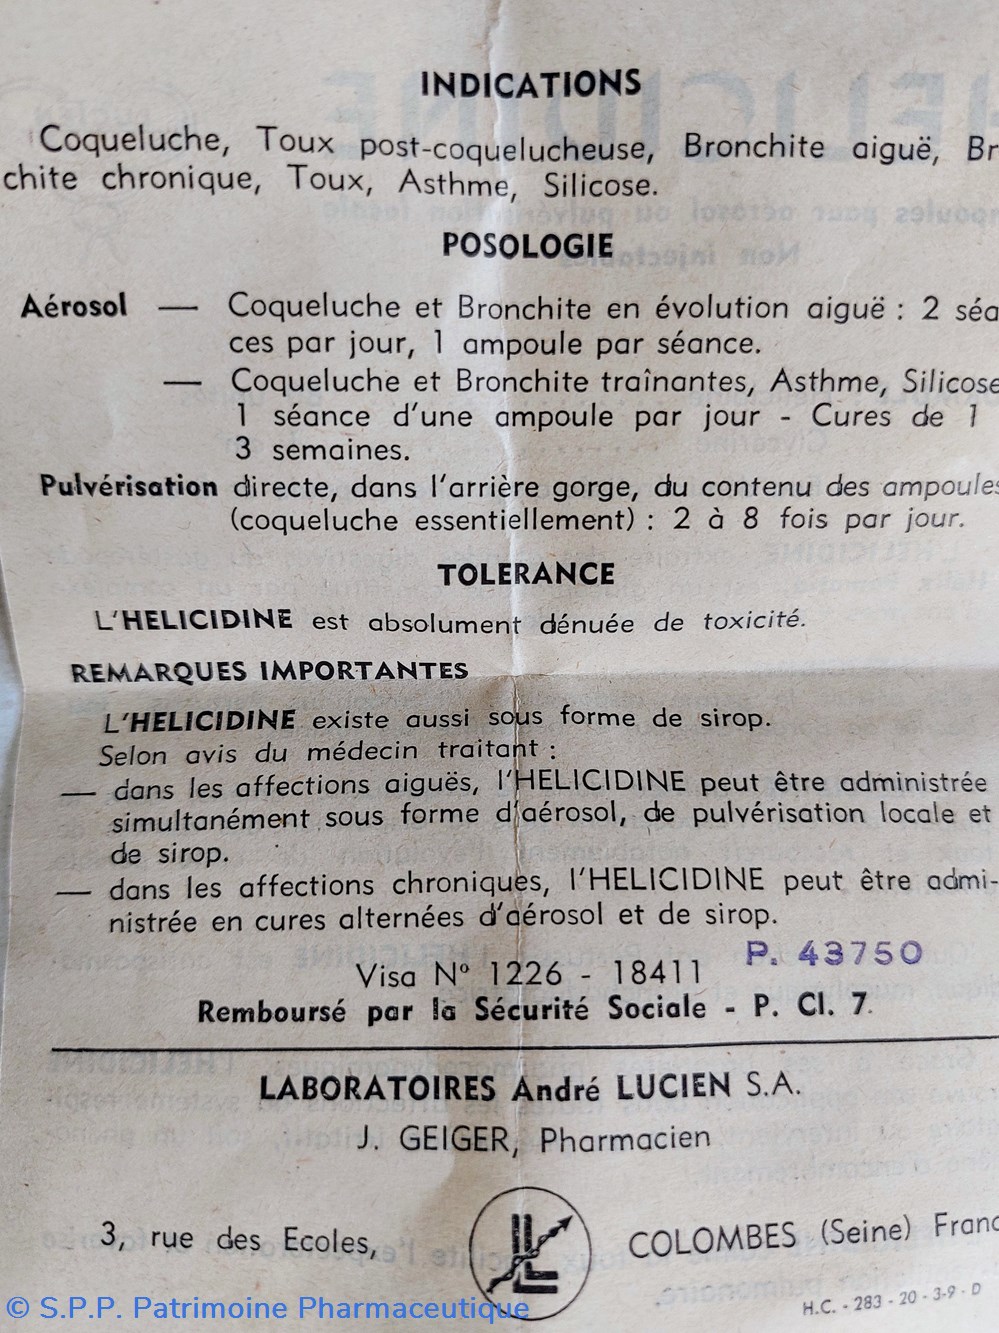 INDICATIONS
Coqueluche, Toux post-coquelucheuse, Bronchite aiguë, Br
chite chronique, Toux, Asthme, Silicose.
POSOLOGIE
Aérosol — Coqueluche et Bronchite en évolution aiguë : 2 séa
ces par jour, 1 ampoule par séance.
— Coqueluche et Bronchite traînantes, Asthme, Silicose
1 séance d'une ampoule par jour - Cures de 1
3 semaines.
Pulvérisation directe, dans l'arrière gorge, du contenu des ampoules
(coqueluche essentiellement) : 2 à 8 fois par jour.
TOLERANCE
L'HELICIDINE est absolument dénuée de toxicité.
REMARQUES IMPORTANTES
L'HELICIDINE existe aussi sous forme de sirop.
Selon avis du médecin traitant :
— dans les affections aiguës, l'HELICIDINE peut être administrée
simultanément sous forme d'aérosol, de pulvérisation locale et
de sirop.
— dans les affections chroniques, l'HELICIDINE peut être admi-
nistrée en cures alternées d'aérosol et de sirop.
P. 43750
Visa N° 1226 - 18411
Remboursé par la Sécurité Sociale - P. Cl. 7.
LABORATOIRES André LUCIEN S.A.
J. GEIGER, Pharmacien
3, rue des Ecoles, COLOMBES (Seine) Franc
H.C. - 283 - 20 - 3-9 - D
© S.P.P. Patrimoine Pharmaceutique